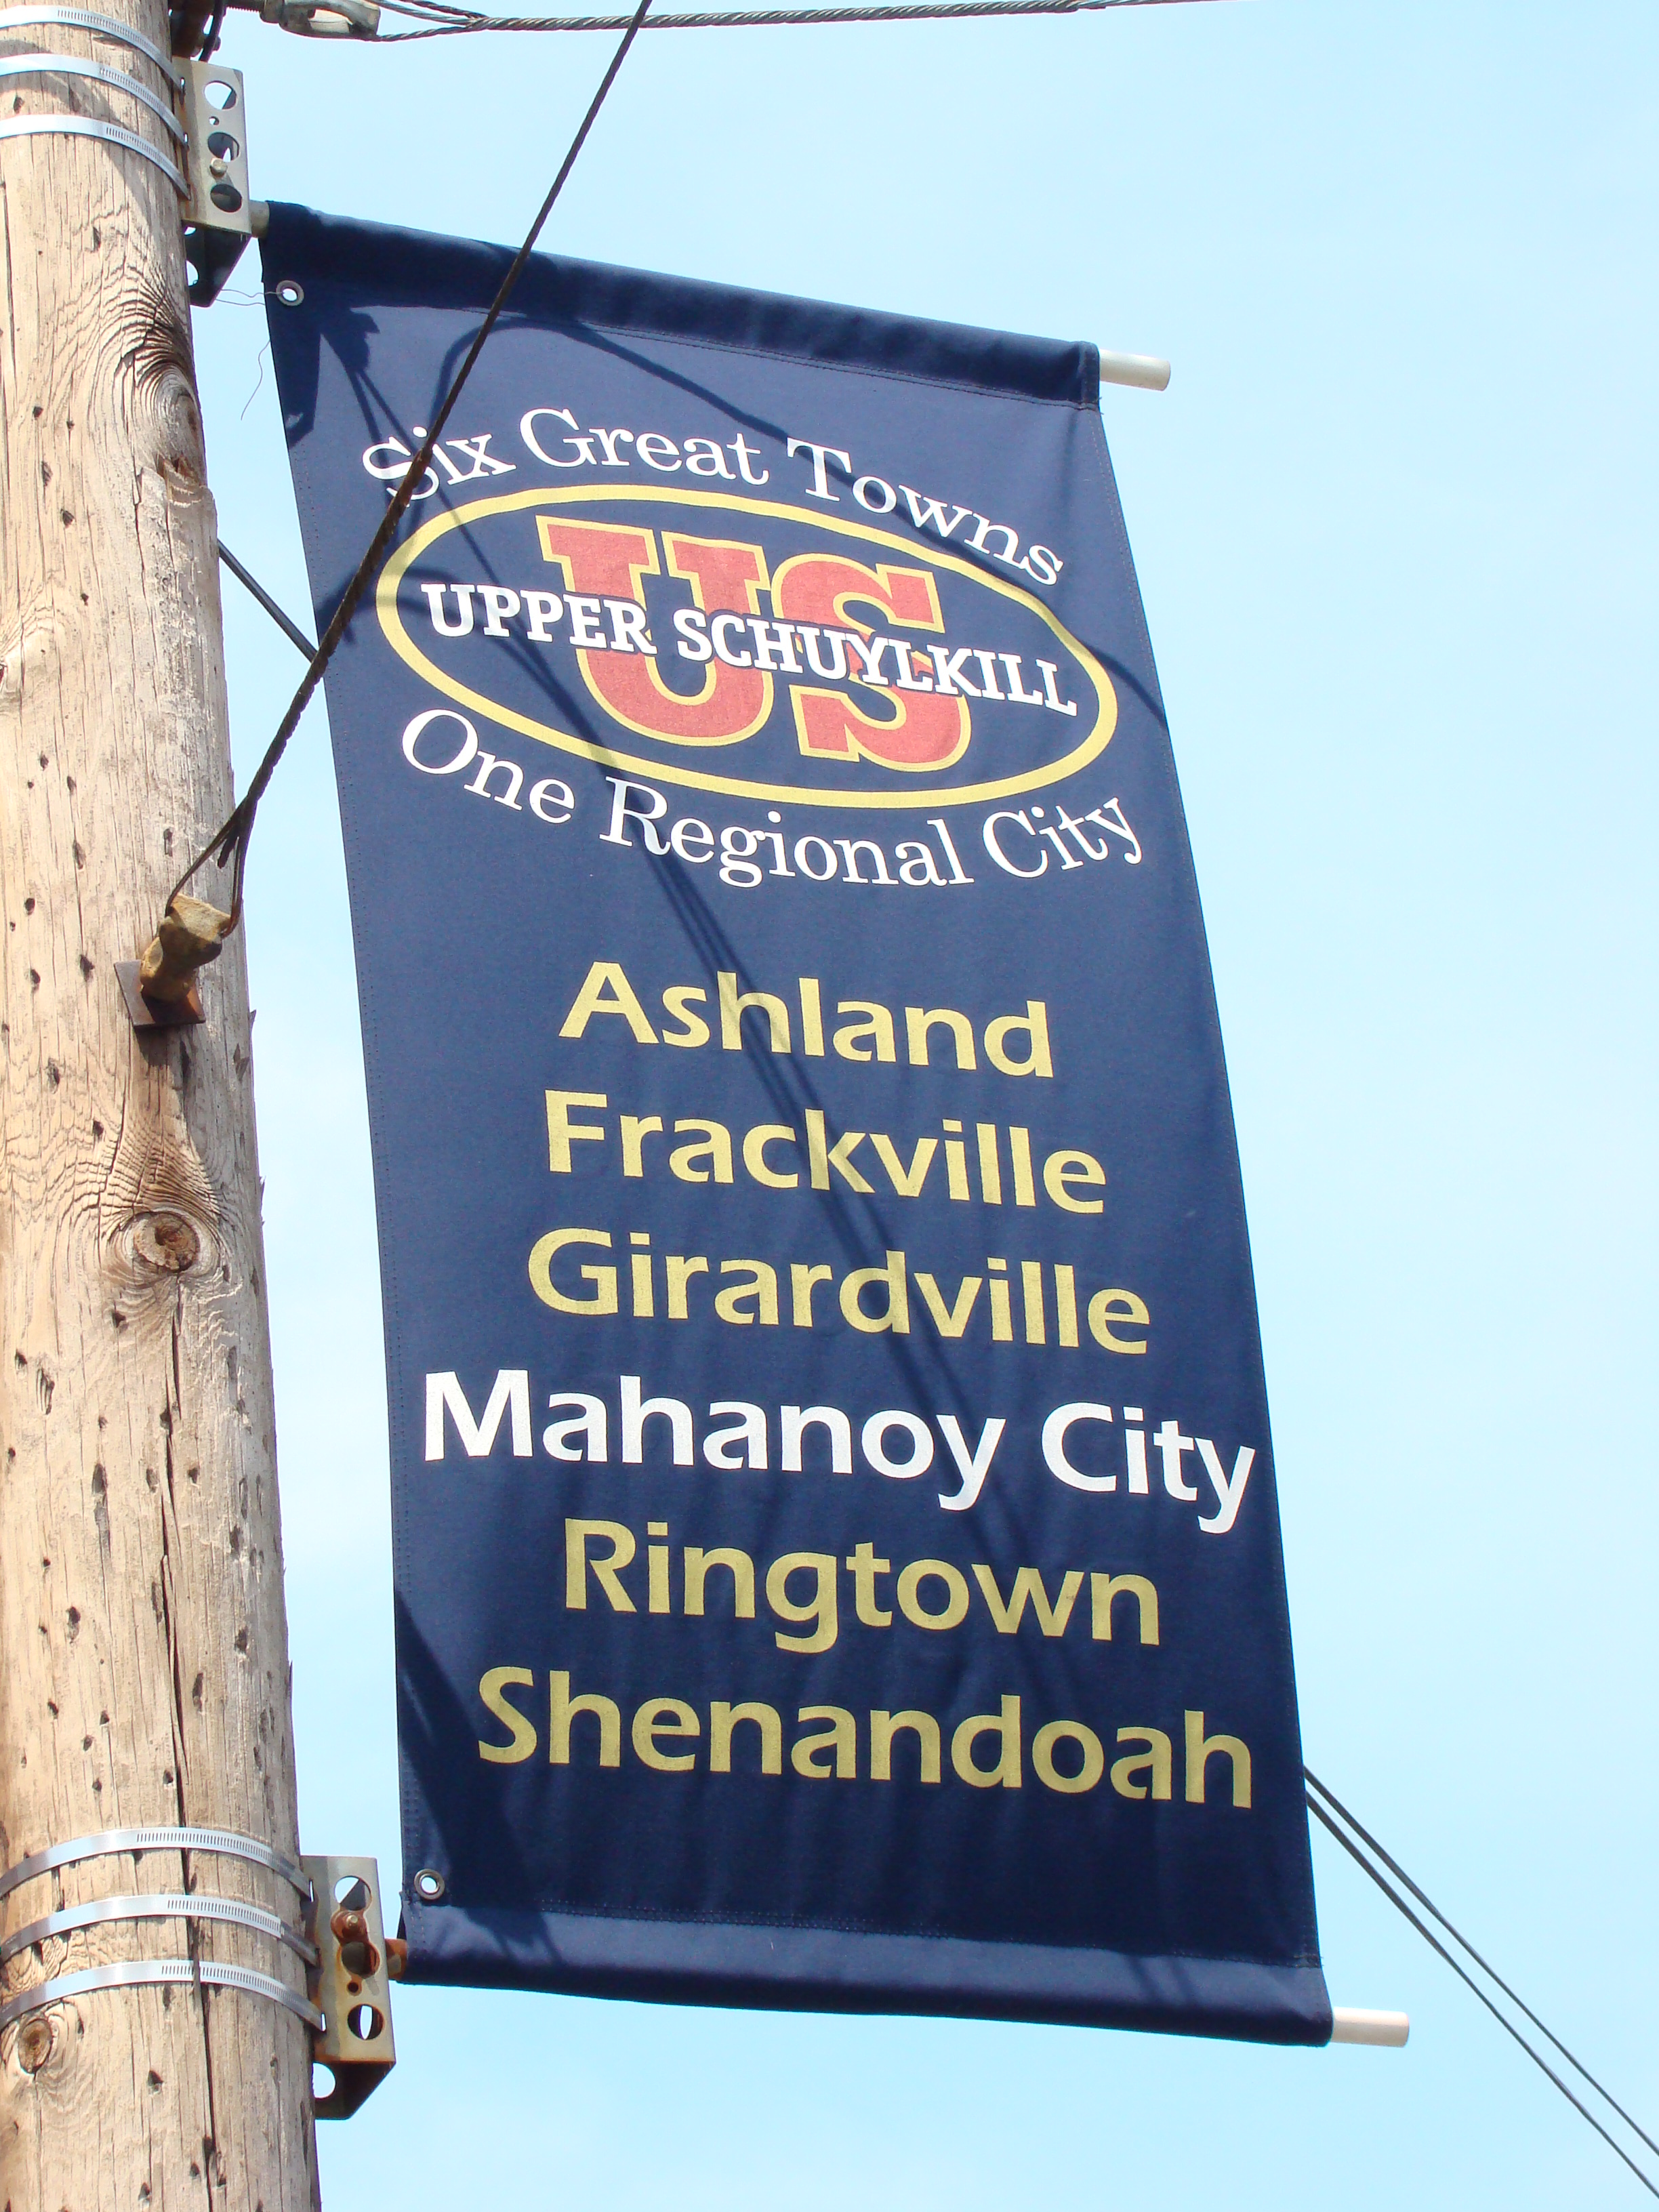 Six Great Towns
US
UPPER SCHUYLKILL
One Regional City
Ashland
Frackville
Girardville
Mahanoy City
Ringtown
Shenandoah